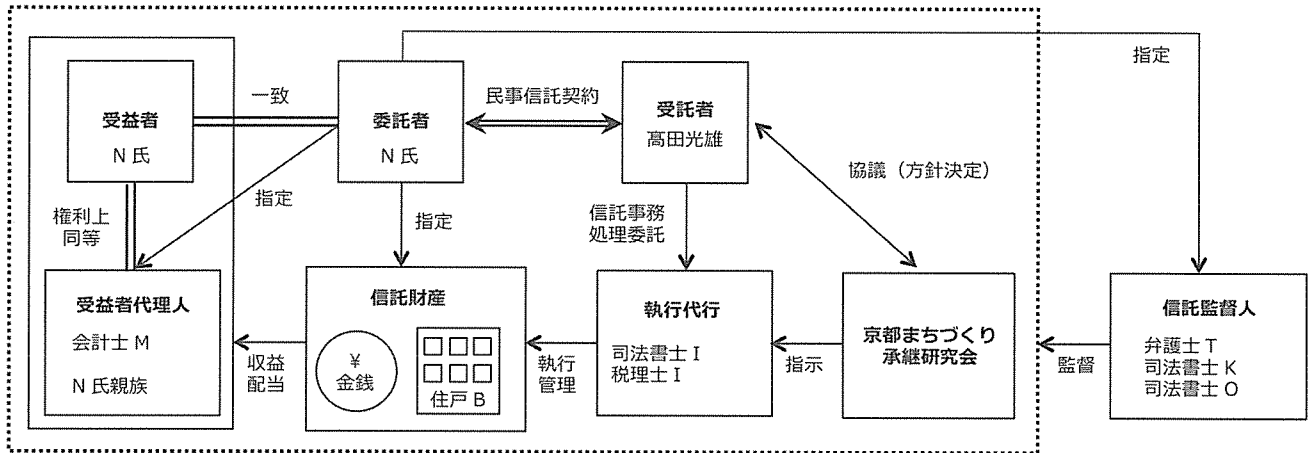 指定
受益者
N 氏
一致
委託者
N 氏
民事信託契約
受託者
髙田光雄
協議（方針決定）
権利上
同等
指定
指定
信託事務
処理委託
受益者代理人
会計士 M
N 氏親族
収益
配当
信託財産
¥
金銭
住戸 B
執行
管理
執行代行
司法書士 I
税理士 I
指示
京都まちづくり
承継研究会
監督
信託監督人
弁護士 T
司法書士 K
司法書士 O